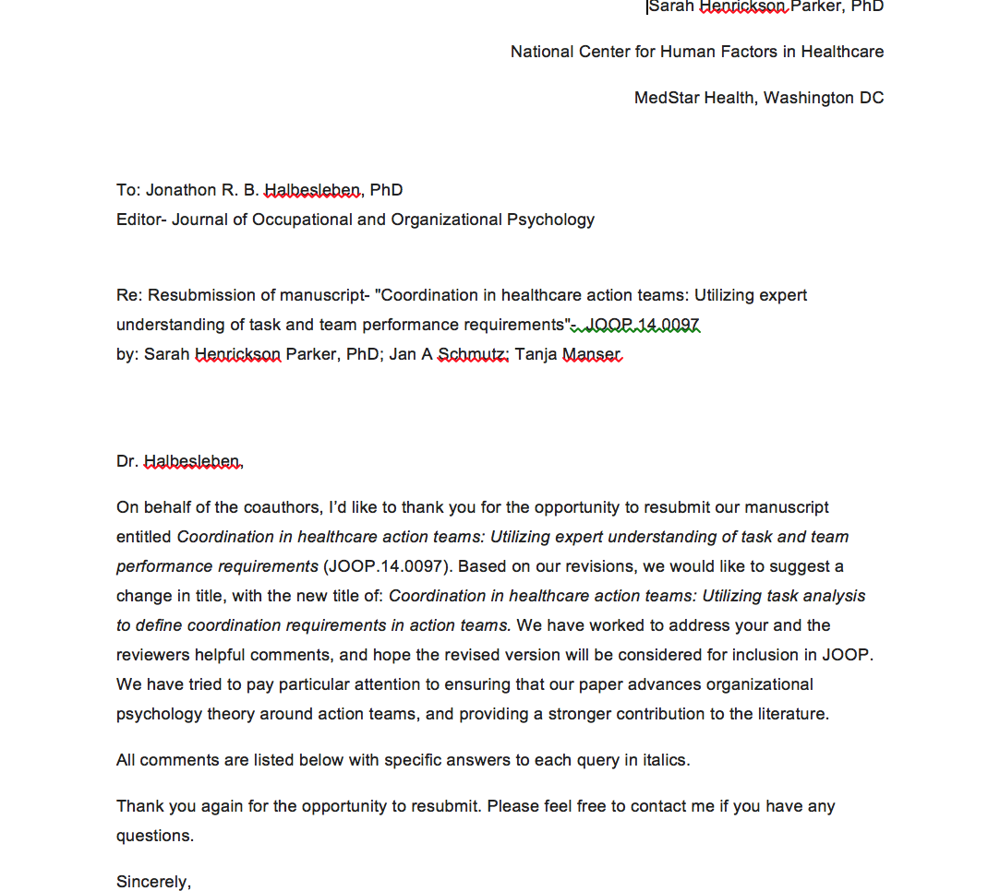 Sarah Henrickson Parker, PhD
National Center for Human Factors in Healthcare
MedStar Health, Washington DC
To: Jonathon R. B. Halbesleben, PhD
Editor- Journal of Occupational and Organizational Psychology
Re: Resubmission of manuscript- "Coordination in healthcare action teams: Utilizing expert
understanding of task and team performance requirements"- JOOP.14.0097
by: Sarah Henrickson Parker, PhD; Jan A Schmutz; Tanja Manser
Dr. Halbesleben,
On behalf of the coauthors, I’d like to thank you for the opportunity to resubmit our manuscript
entitled Coordination in healthcare action teams: Utilizing expert understanding of task and team
performance requirements (JOOP.14.0097). Based on our revisions, we would like to suggest a
change in title, with the new title of: Coordination in healthcare action teams: Utilizing task analysis
to define coordination requirements in action teams. We have worked to address your and the
reviewers helpful comments, and hope the revised version will be considered for inclusion in JOOP.
We have tried to pay particular attention to ensuring that our paper advances organizational
psychology theory around action teams, and providing a stronger contribution to the literature.
All comments are listed below with specific answers to each query in italics.
Thank you again for the opportunity to resubmit. Please feel free to contact me if you have any
questions.
Sincerely,